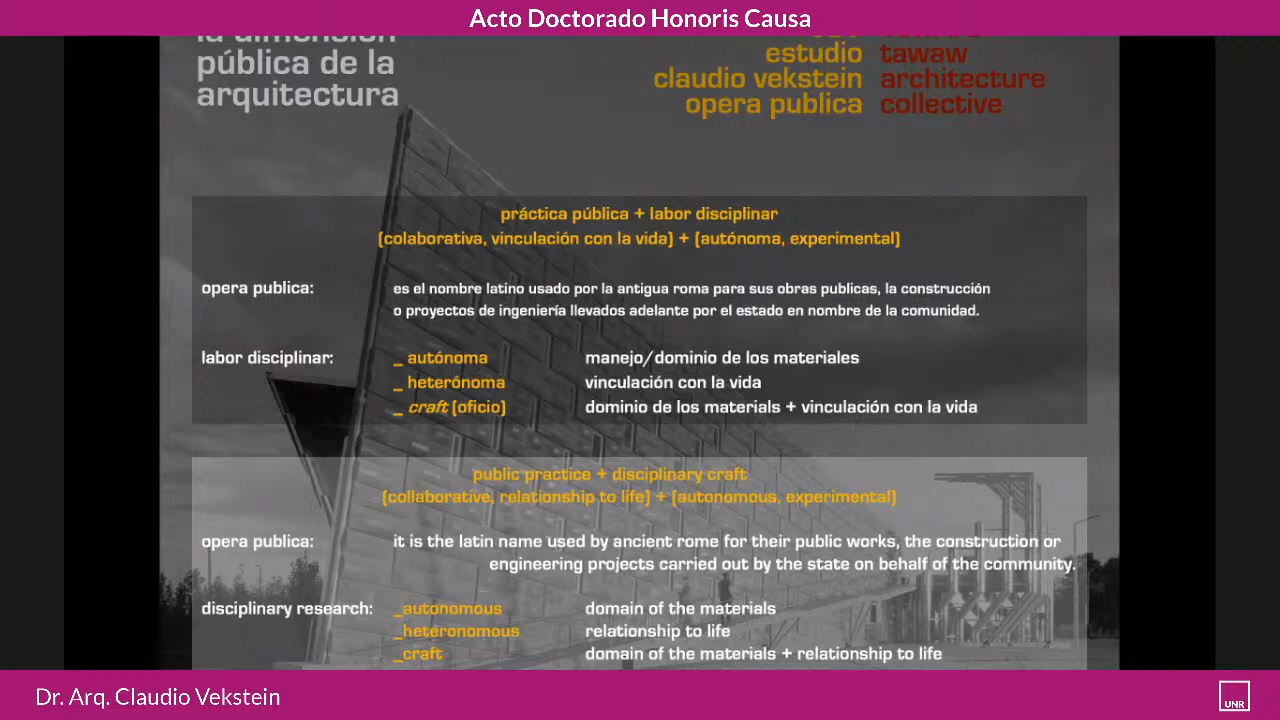 Acto Doctorado Honoris Causa
la dimensión
pública de la
arquitectura
estudio tawaw
claudio vekstein architecture
opera publica collective
práctica pública + labor disciplinar
(colaborativa, vinculación con la vida) + (autónoma, experimental)
opera publica: es el nombre latino usado por la antigua roma para sus obras publicas, la construcción
o proyectos de ingeniería llevados adelante por el estado en nombre de la comunidad.
labor disciplinar: _ autónoma manejo/dominio de los materiales
_ heterónoma vinculación con la vida
_ craft (oficio) dominio de los materials + vinculación con la vida
public practice + disciplinary craft
(collaborative, relationship to life) + (autonomous, experimental)
opera publica: it is the latin name used by ancient rome for their public works, the construction or
engineering projects carried out by the state on behalf of the community.
disciplinary research: _autonomous domain of the materials
_heteronomous relationship to life
_craft domain of the materials + relationship to life
Dr. Arq. Claudio Vekstein
UNR